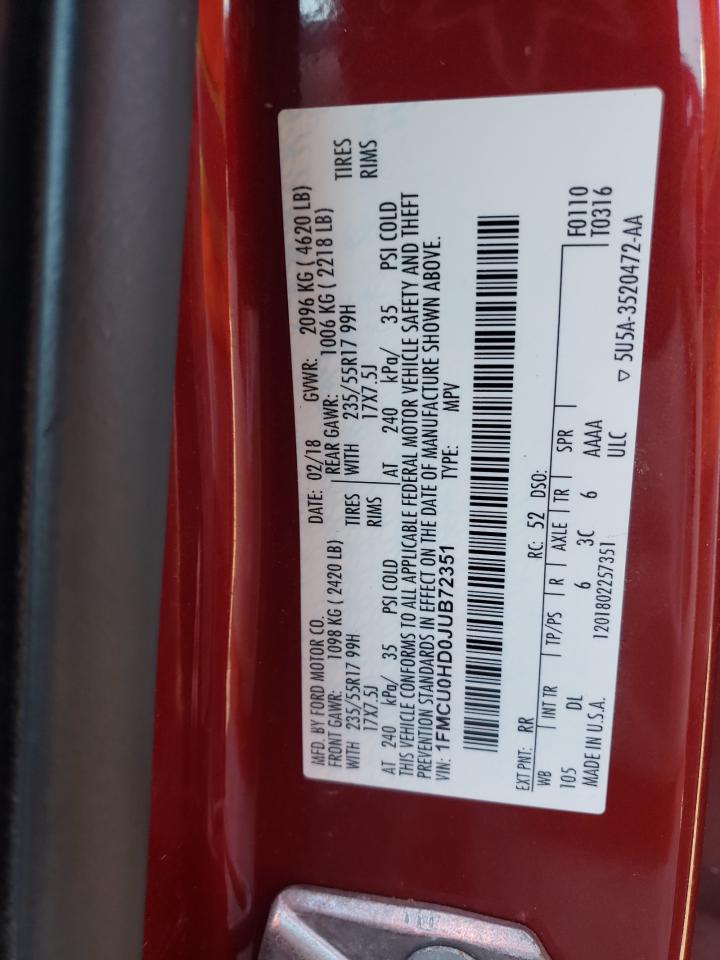 MFD. BY FORD MOTOR CO. DATE: 02/18 GVWR: 2096 KG ( 4620 LB)
FRONT GAWR: 1098 KG ( 2420 LB) REAR GAWR: 1006 KG ( 2218 LB)
WITH 235/55R17 99H TIRES WITH 235/55R17 99H TIRES
17X7.5J RIMS 17X7.5J RIMS
AT 240 kPa/ 35 PSI COLD AT 240 kPa/ 35 PSI COLD
THIS VEHICLE CONFORMS TO ALL APPLICABLE FEDERAL MOTOR VEHICLE SAFETY AND THEFT
PREVENTION STANDARDS IN EFFECT ON THE DATE OF MANUFACTURE SHOWN ABOVE.
VIN: 1FMCU0HD0JUB72351 TYPE: MPV
EXT PNT: RR RC: 52 DSO: F0110
WB INT TR TP/PS R AXLE TR SPR T0316
105 DL 6 3C 6 AAAA
MADE IN U.S.A. 1201802257351 ULC
▽ 5U5A-3520472-AA